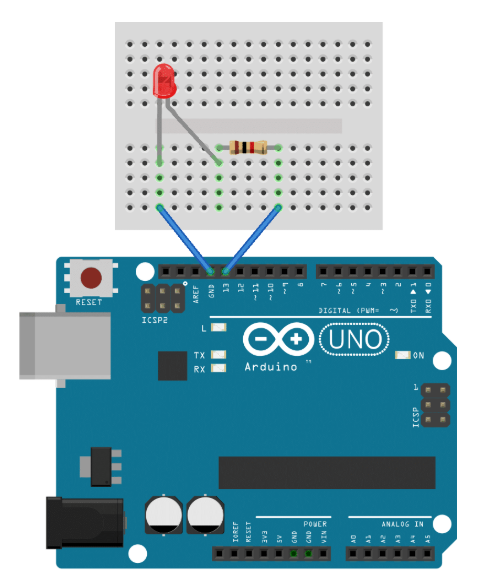 RESET
ICSP2
AREF
GND
13
12
~11
~10
~9
8
7
~6
~5
4
~3
2
TXD ▶ 1
RXD ◀ 0
DIGITAL (PWM= ~)
L
TX
RX
UNO
Arduino ™
ON
1
ICSP
POWER
ANALOG IN
IOREF
RESET
3V3
5V
GND
GND
VIN
A0
A1
A2
A3
A4
A5